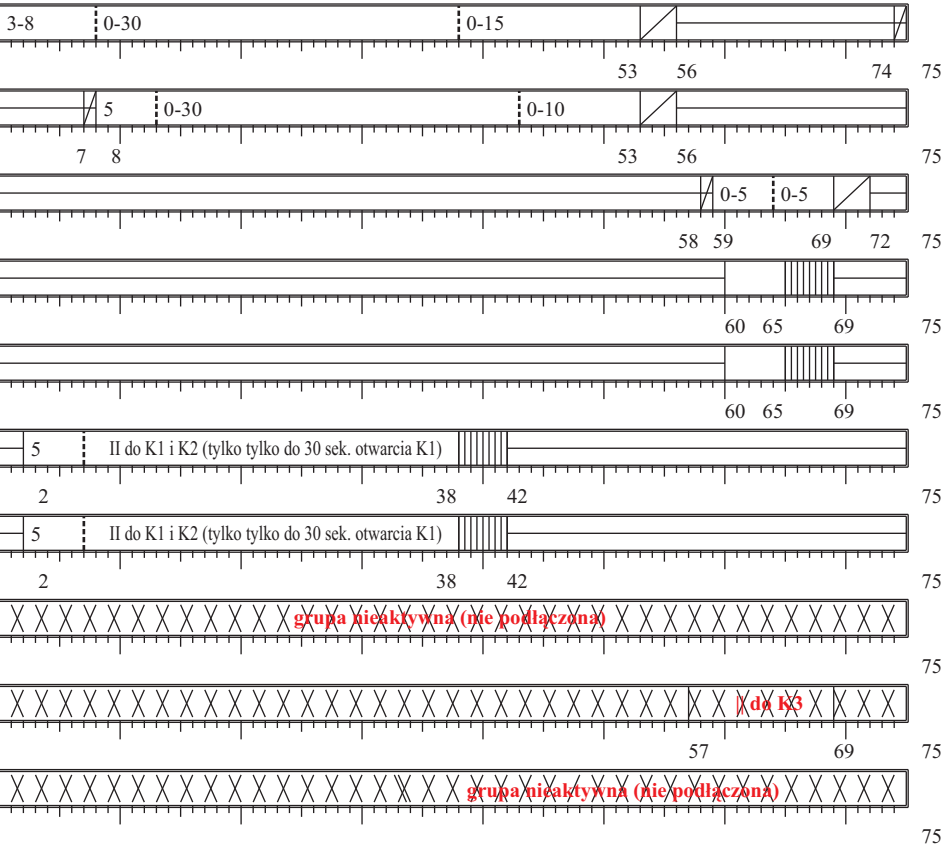 3-8 0-30 0-15
53 56 74 75
5 0-30 0-10
7 8 53 56 75
0-5 0-5
58 59 69 72 75
60 65 69 75
60 65 69 75
5 II do K1 i K2 (tylko tylko do 30 sek. otwarcia K1)
2 38 42 75
5 II do K1 i K2 (tylko tylko do 30 sek. otwarcia K1)
2 38 42 75
grupa nieaktywna (nie podłączona)
75
do K3
57 69 75
grupa nieaktywna (nie podłączona)
75